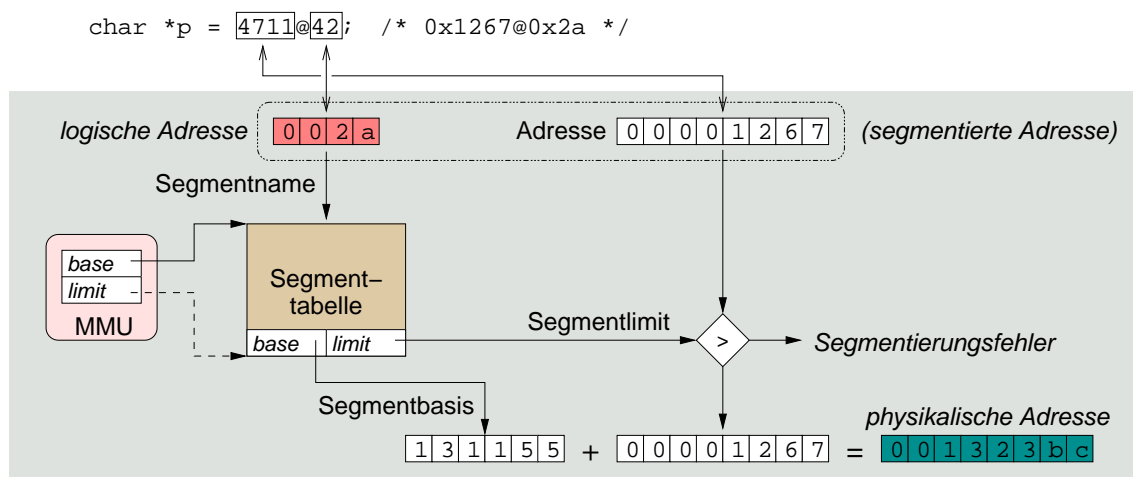 char *p = 4711@42; /* 0x1267@0x2a */
logische Adresse 0 0 2 a Adresse 0 0 0 0 1 2 6 7 (segmentierte Adresse)
Segmentname
base
limit
MMU
Segment-
tabelle
base limit
Segmentlimit
>
Segmentierungsfehler
Segmentbasis
physikalische Adresse
1 3 1 1 5 5 + 0 0 0 0 1 2 6 7 = 0 0 1 3 2 3 b c